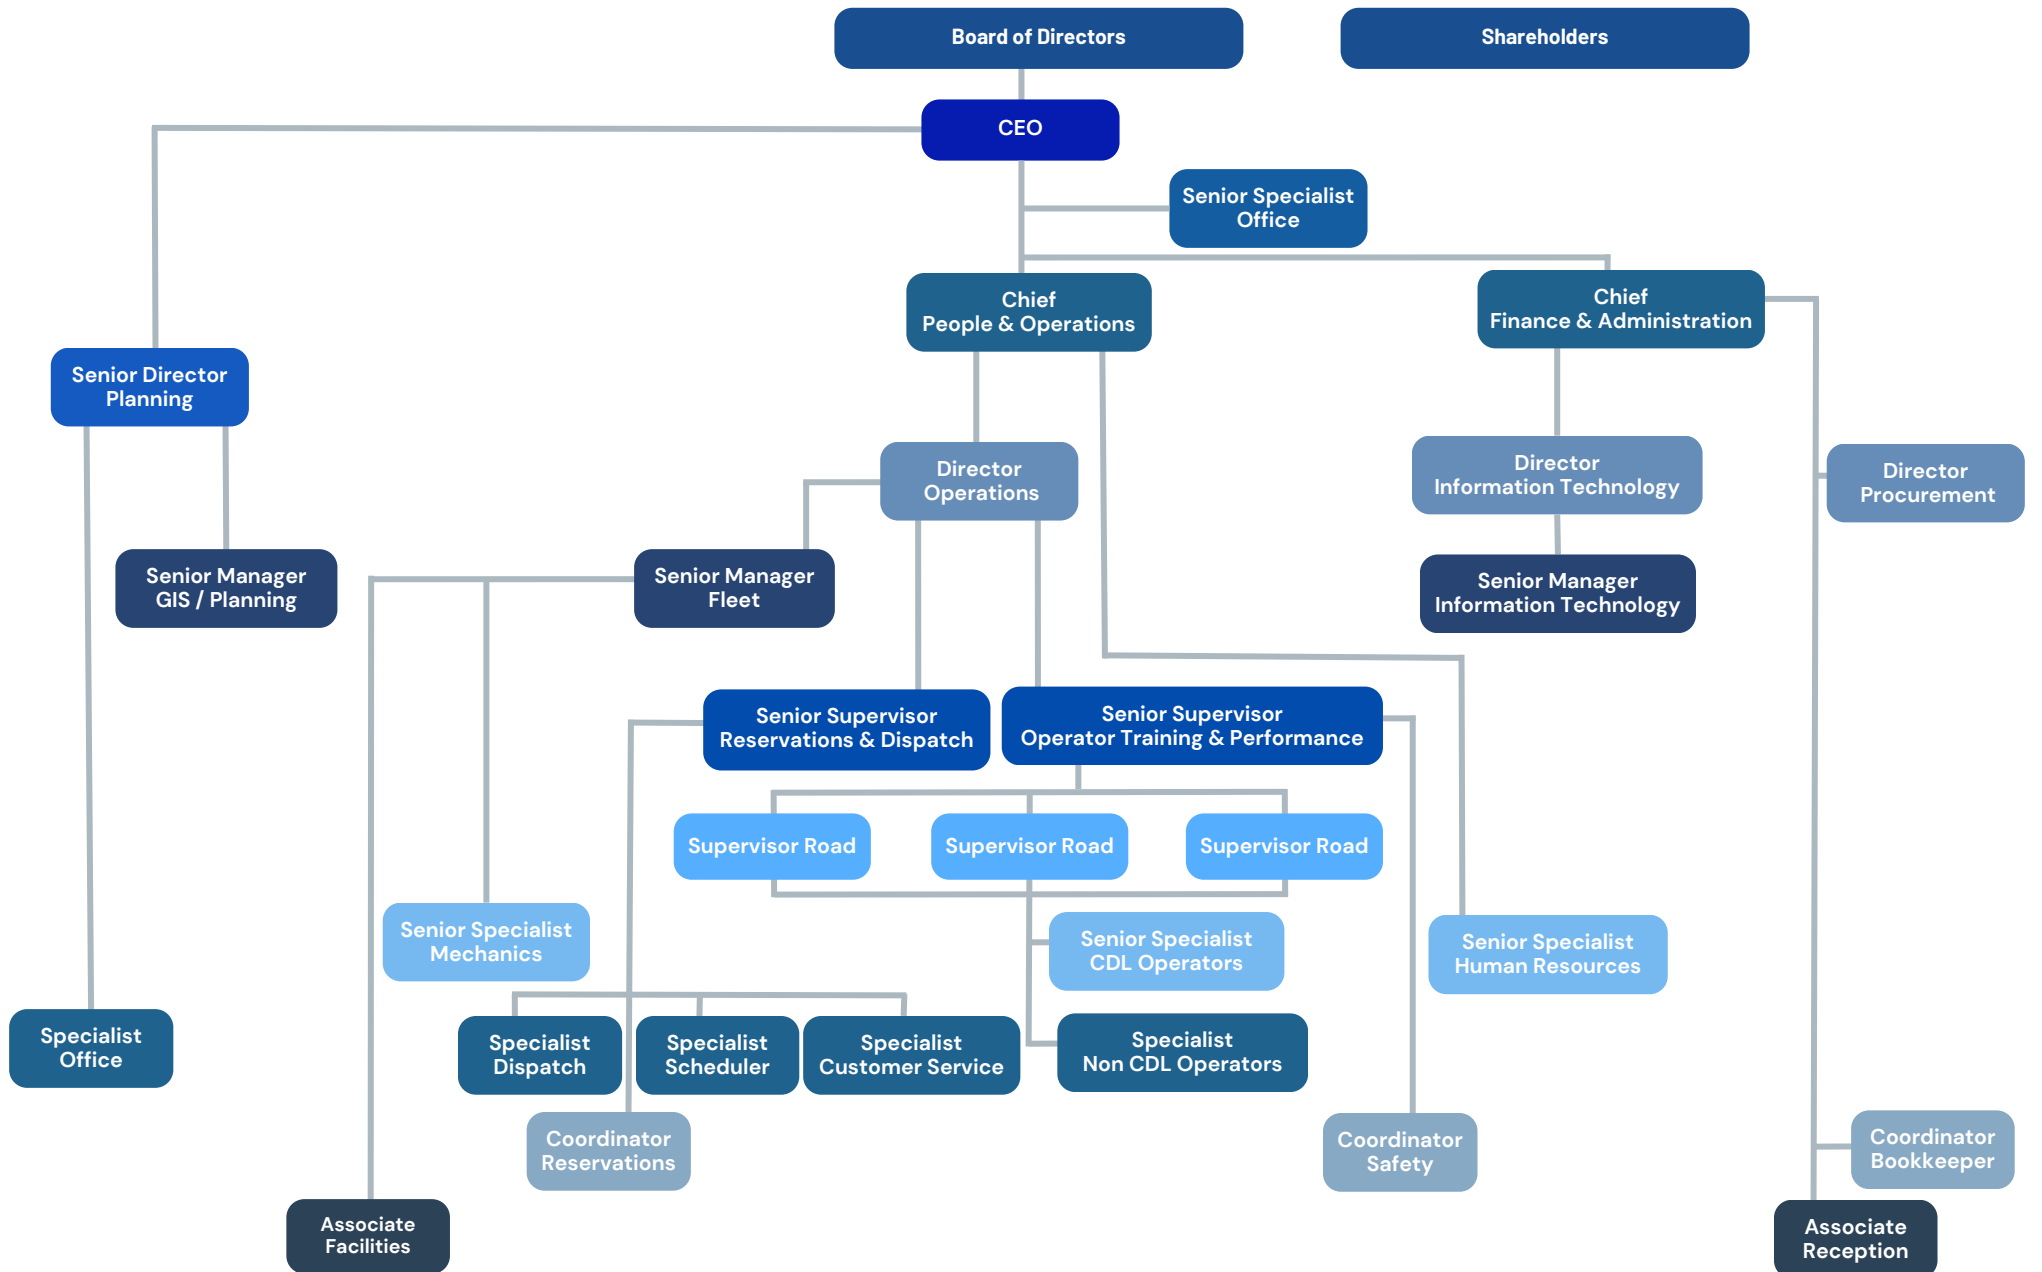 Board of Directors
Shareholders
CEO
Senior Specialist
Office
Chief
People & Operations
Chief
Finance & Administration
Senior Director
Planning
Director
Operations
Director
Information Technology
Director
Procurement
Senior Manager
GIS / Planning
Senior Manager
Fleet
Senior Manager
Information Technology
Senior Supervisor
Reservations & Dispatch
Senior Supervisor
Operator Training & Performance
Supervisor Road
Supervisor Road
Supervisor Road
Senior Specialist
Mechanics
Senior Specialist
CDL Operators
Senior Specialist
Human Resources
Specialist
Office
Specialist
Dispatch
Specialist
Scheduler
Specialist
Customer Service
Specialist
Non CDL Operators
Coordinator
Reservations
Coordinator
Safety
Coordinator
Bookkeeper
Associate
Facilities
Associate
Reception